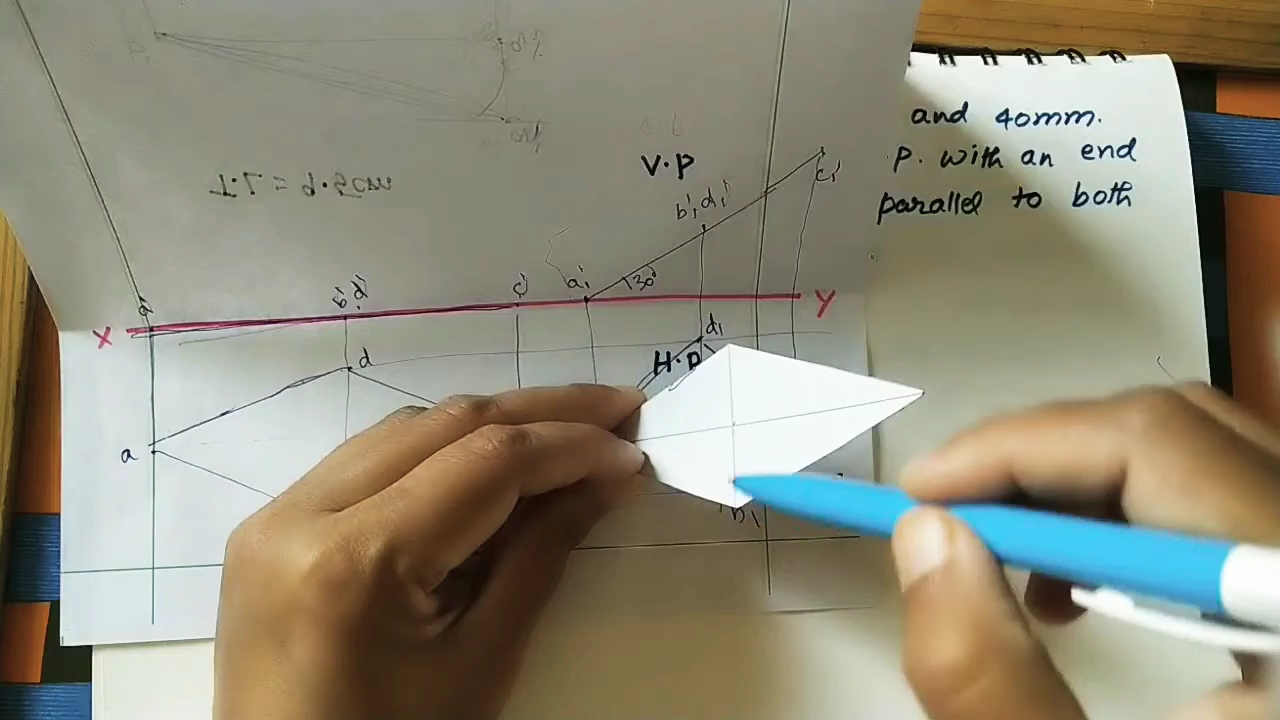 and 40mm.
P. with an end
parallel to both
V.P
b₁' d₁'
c₁'
a₁'
30°
a'
b' d'
c'
X
Y
d
d₁
H.P
a
b₁